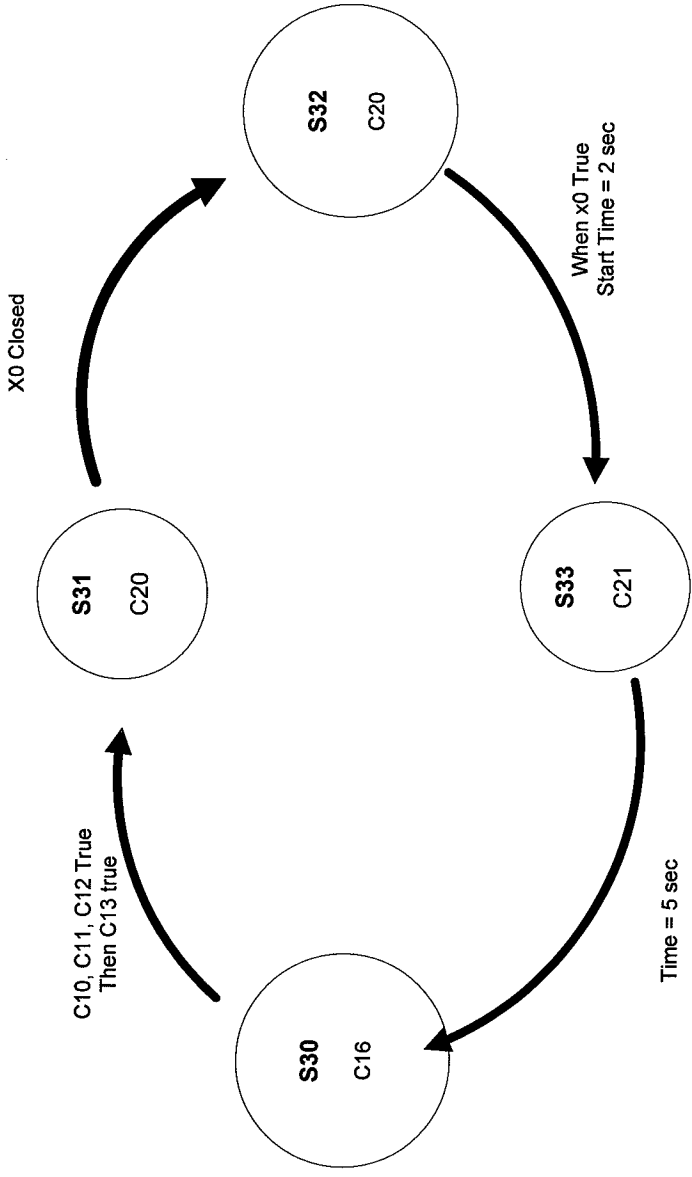 C10, C11, C12 True
Then C13 true
X0 Closed
S31
C20
S30
C16
S32
C20
S33
C21
When x0 True
Start Time = 2 sec
Time = 5 sec